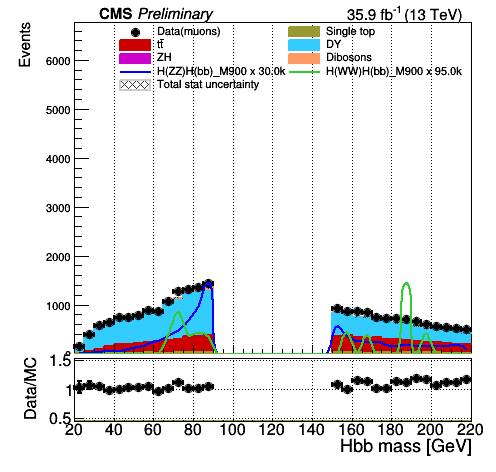 CMS Preliminary 35.9 fb⁻¹ (13 TeV)
Data(muons) Single top
tt̄ DY
ZH Dibosons
H(ZZ)H(bb)_M900 x 30.0k H(WW)H(bb)_M900 x 95.0k
Total stat uncertainty
Events
6000
5000
4000
3000
2000
1000
0
Data/MC
1.5
1
0.5
20 40 60 80 100 120 140 160 180 200 220
Hbb mass [GeV]